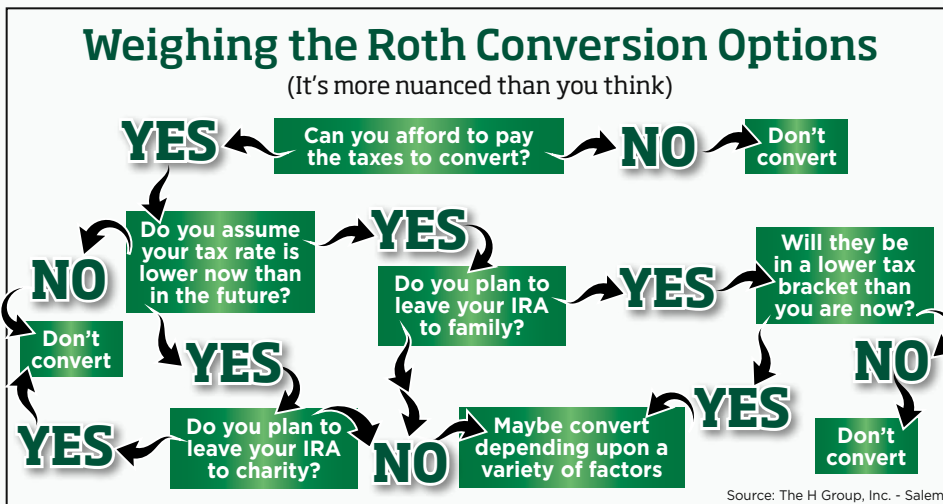 Weighing the Roth Conversion Options
(It's more nuanced than you think)
YES
Can you afford to pay
the taxes to convert?
NO
Don't
convert
Do you assume
your tax rate is
lower now than
in the future?
YES
NO
Do you plan to
leave your IRA
to family?
YES
Will they be
in a lower tax
bracket than
you are now?
Don't
convert
YES
NO
YES
Do you plan to
leave your IRA
to charity?
NO
Maybe convert
depending upon a
variety of factors
YES
Don't
convert
Source: The H Group, Inc. - Salem